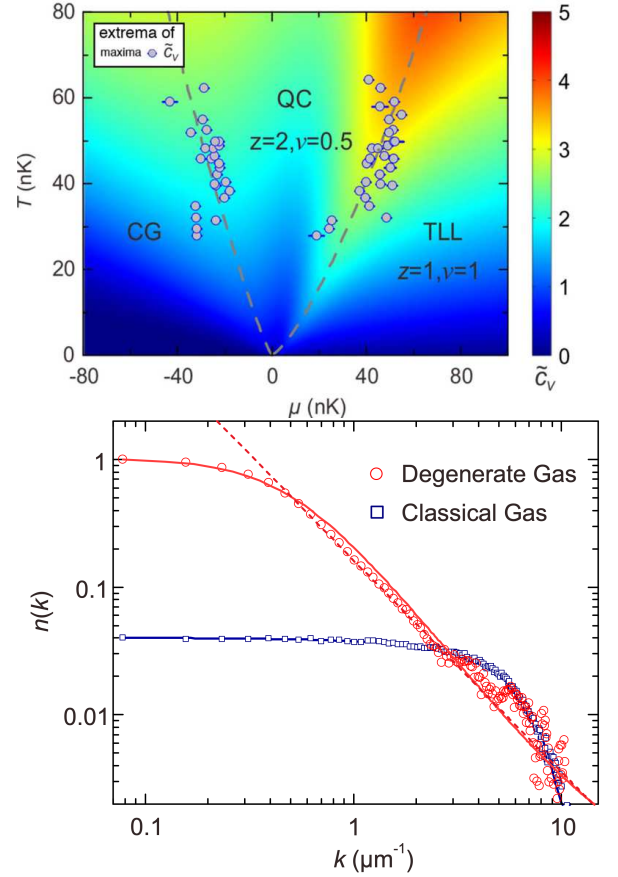 80
60
40
20
0
T (nK)
extrema of
maxima c̃ᵥ
QC
z=2,ν=0.5
CG
TLL
z=1,ν=1
-80
-40
0
40
80
μ (nK)
5
4
3
2
1
0
c̃ᵥ
1
0.1
0.01
n(k)
Degenerate Gas
Classical Gas
0.1
1
10
k (μm⁻¹)